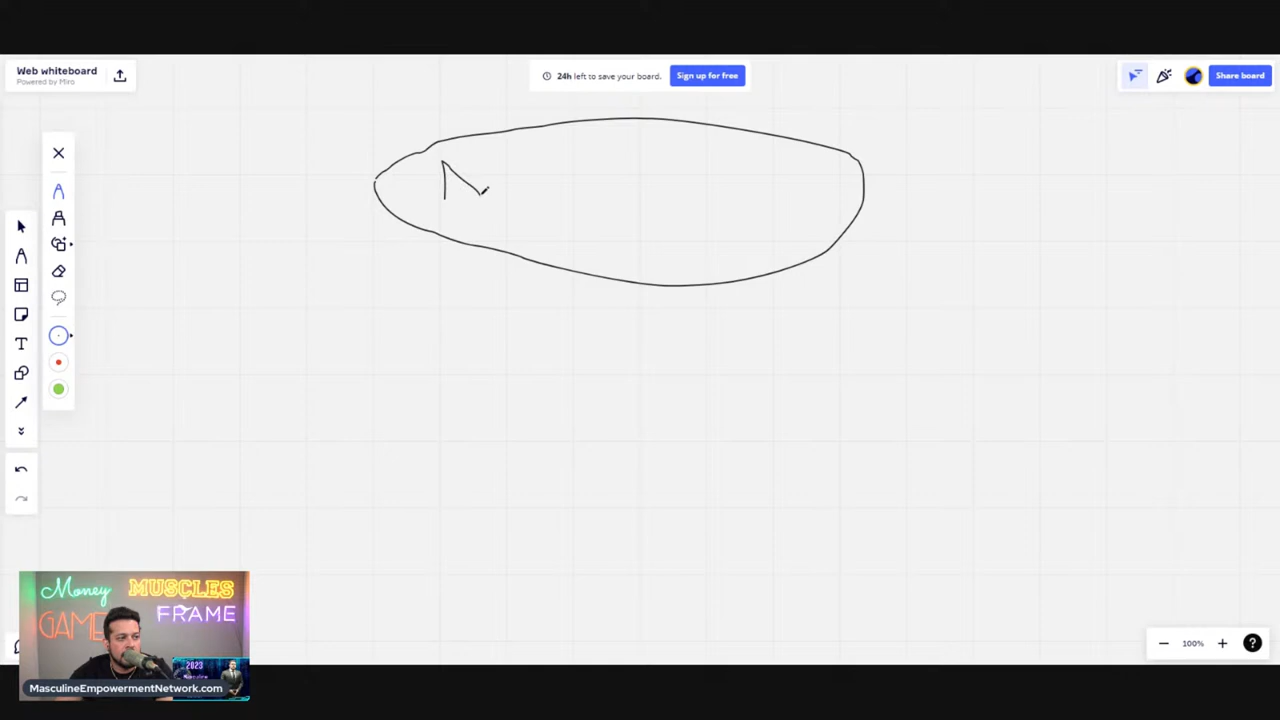 Web whiteboard
Powered by Miro
24h left to save your board.
Sign up for free
Share board
T
100%
?
Money
MUSCLES
GAME
FRAME
2023
MasculineEmpowermentNetwork.com